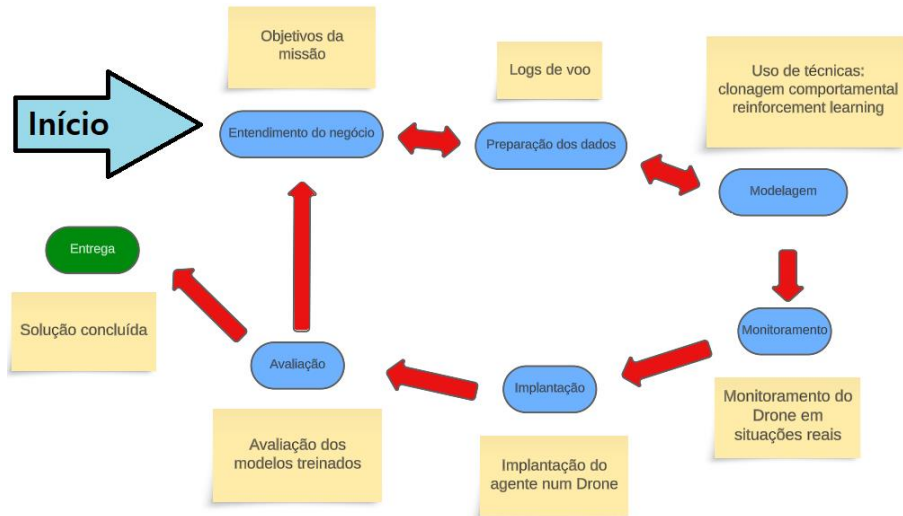 Objetivos da
missão
Logs de voo
Uso de técnicas:
clonagem comportamental
reinforcement learning
Início
Entendimento do negócio
Preparação dos dados
Modelagem
Entrega
Solução concluída
Avaliação
Implantação
Monitoramento
Avaliação dos
modelos treinados
Implantação do
agente num Drone
Monitoramento do
Drone em
situações reais